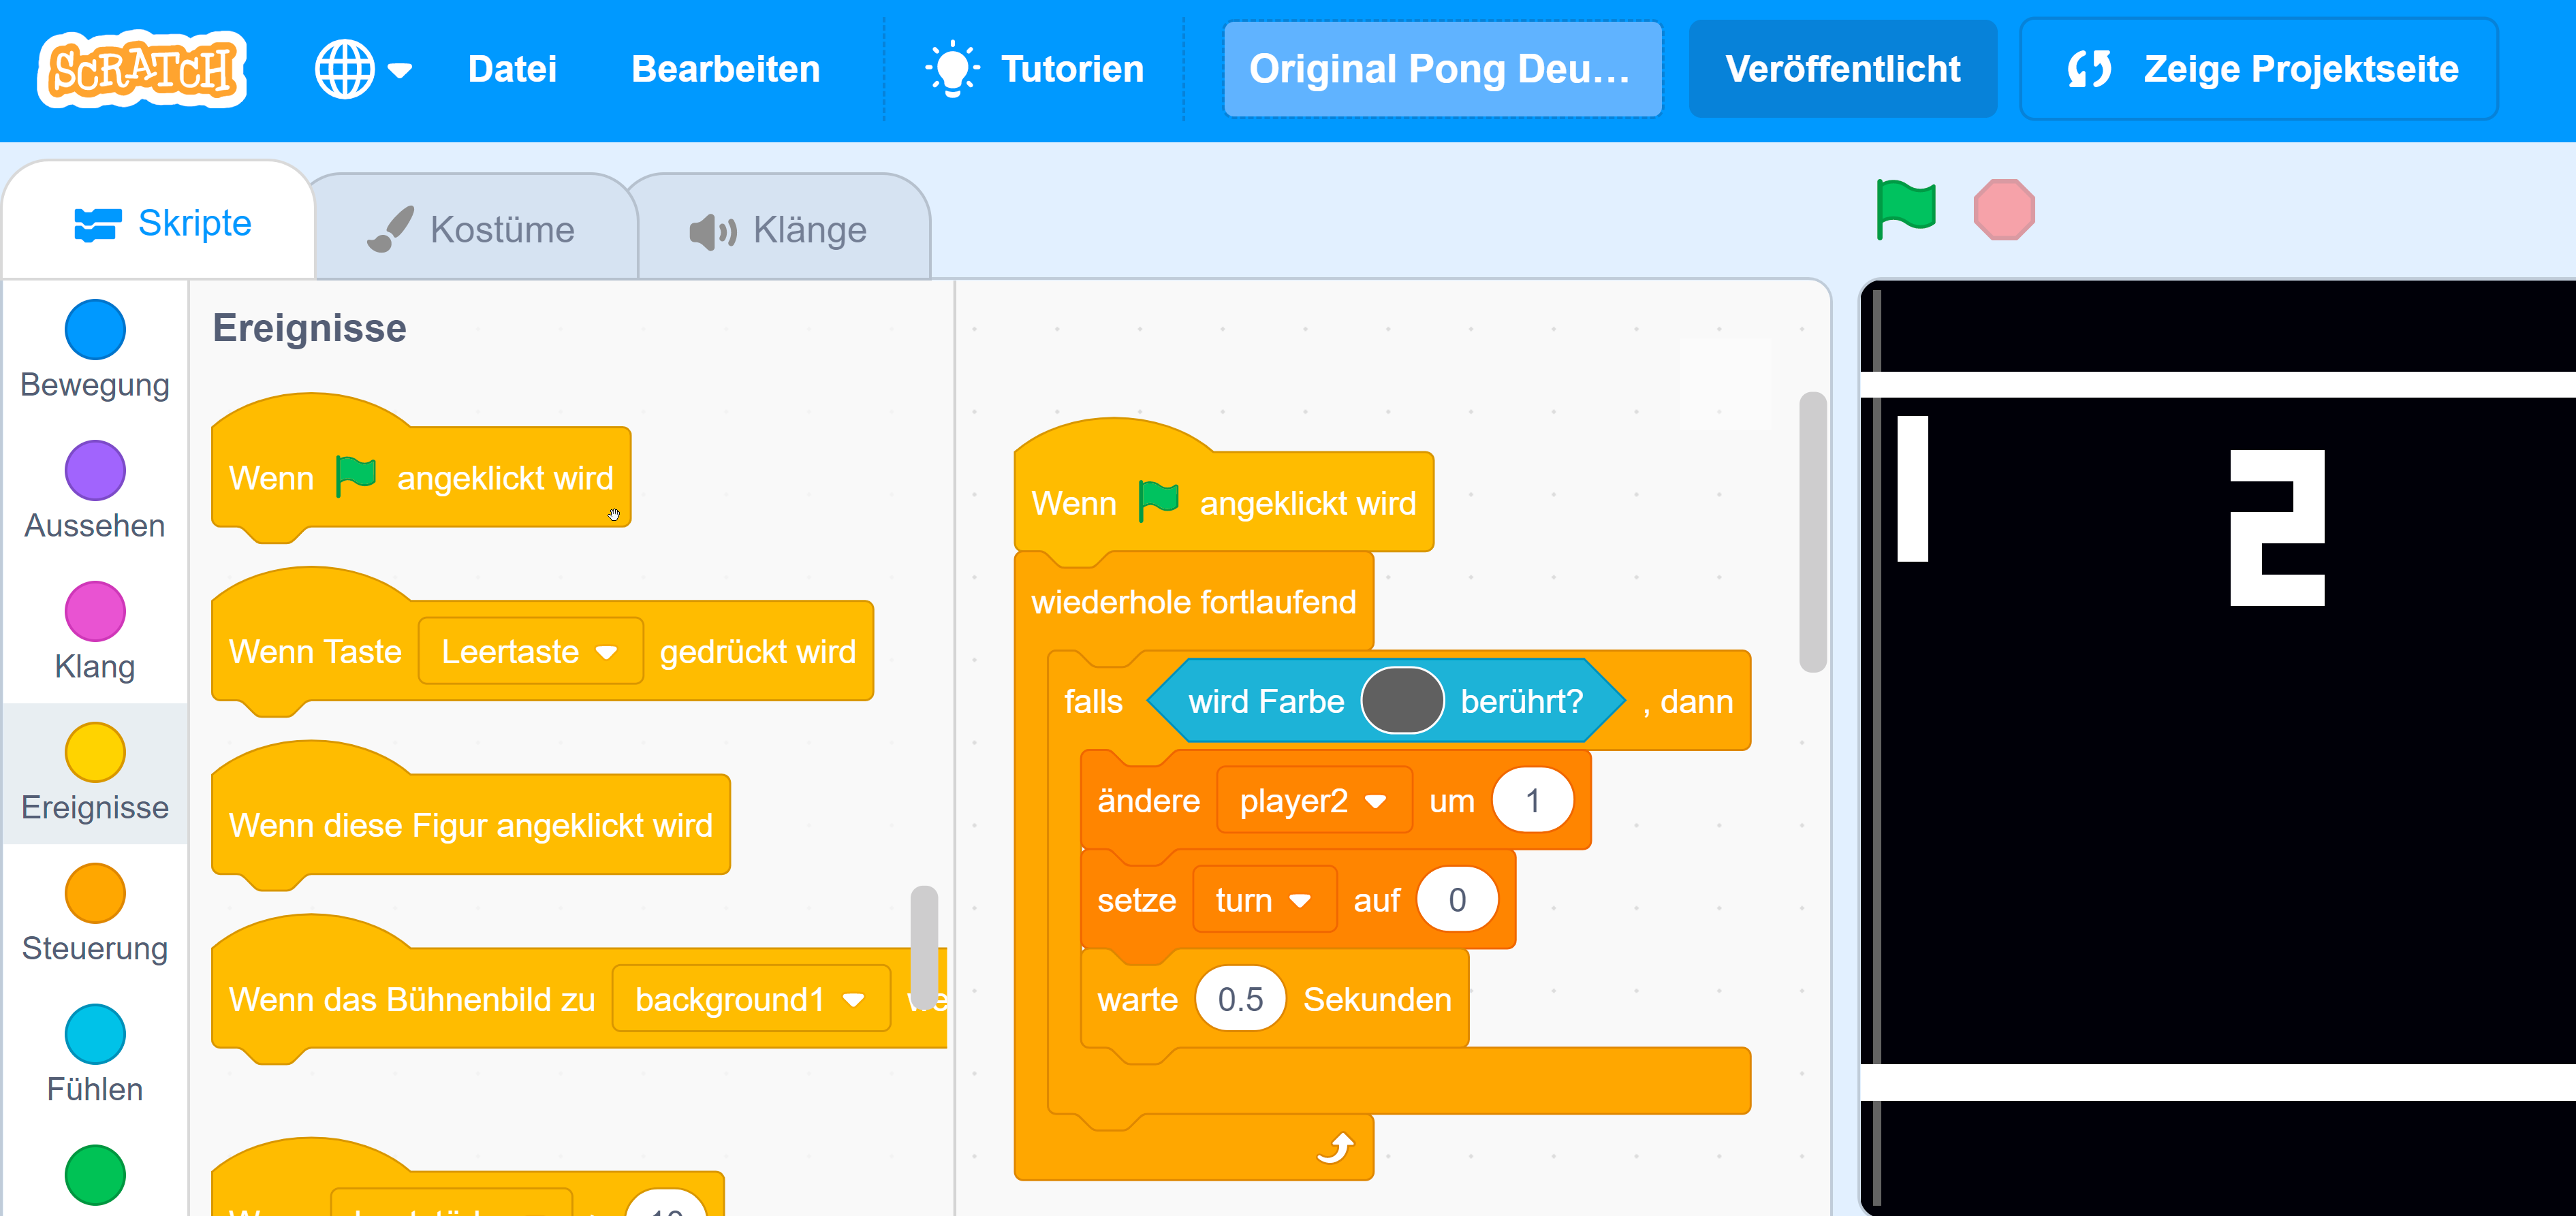 SCRATCH
Datei
Bearbeiten
Tutorien
Original Pong Deu...
Veröffentlicht
Zeige Projektseite
Skripte
Kostüme
Klänge
Bewegung
Aussehen
Klang
Ereignisse
Steuerung
Fühlen
Ereignisse
Wenn angeklickt wird
Wenn Taste Leertaste gedrückt wird
Wenn diese Figur angeklickt wird
Wenn das Bühnenbild zu background1
Wenn angeklickt wird
wiederhole fortlaufend
falls wird Farbe berührt? , dann
ändere player2 um 1
setze turn auf 0
warte 0.5 Sekunden
2